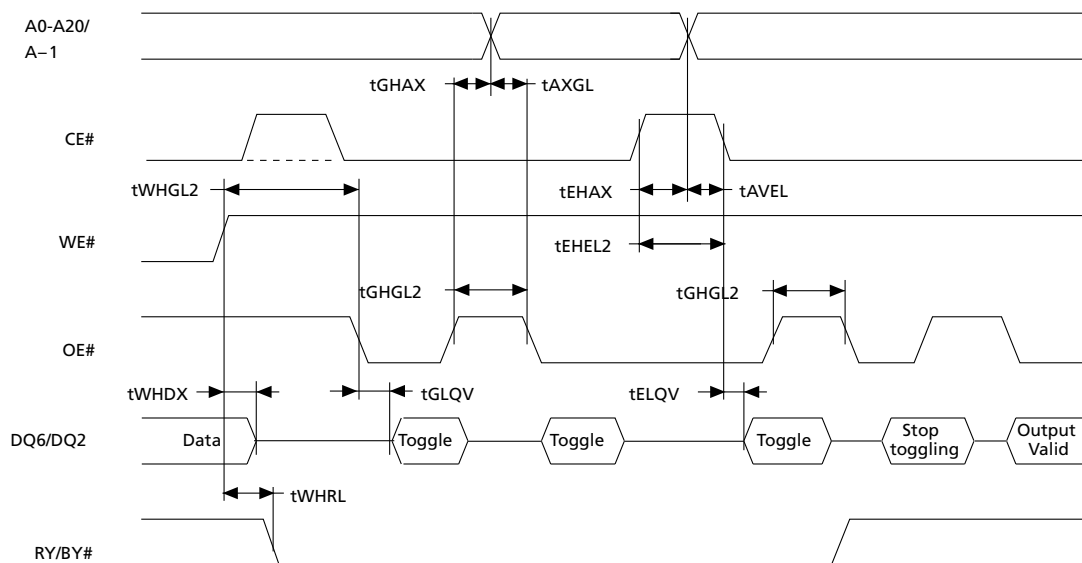 A0-A20/
A–1
tGHAX
tAXGL
CE#
tWHGL2
tEHAX
tAVEL
WE#
tEHEL2
tGHGL2
tGHGL2
OE#
tWHDX
tGLQV
tELQV
DQ6/DQ2
Data
Toggle
Toggle
Toggle
Stop
toggling
Output
Valid
tWHRL
RY/BY#